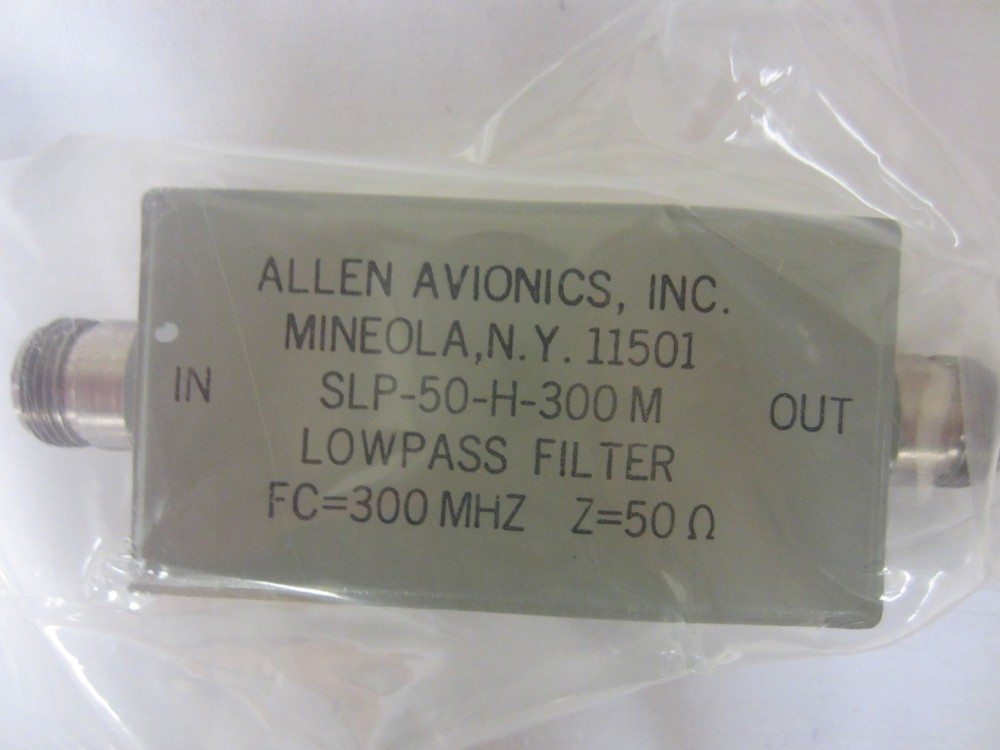 ALLEN AVIONICS, INC.
MINEOLA, N.Y. 11501
IN
SLP-50-H-300 M
OUT
LOWPASS FILTER
FC=300 MHZ Z=50 Ω